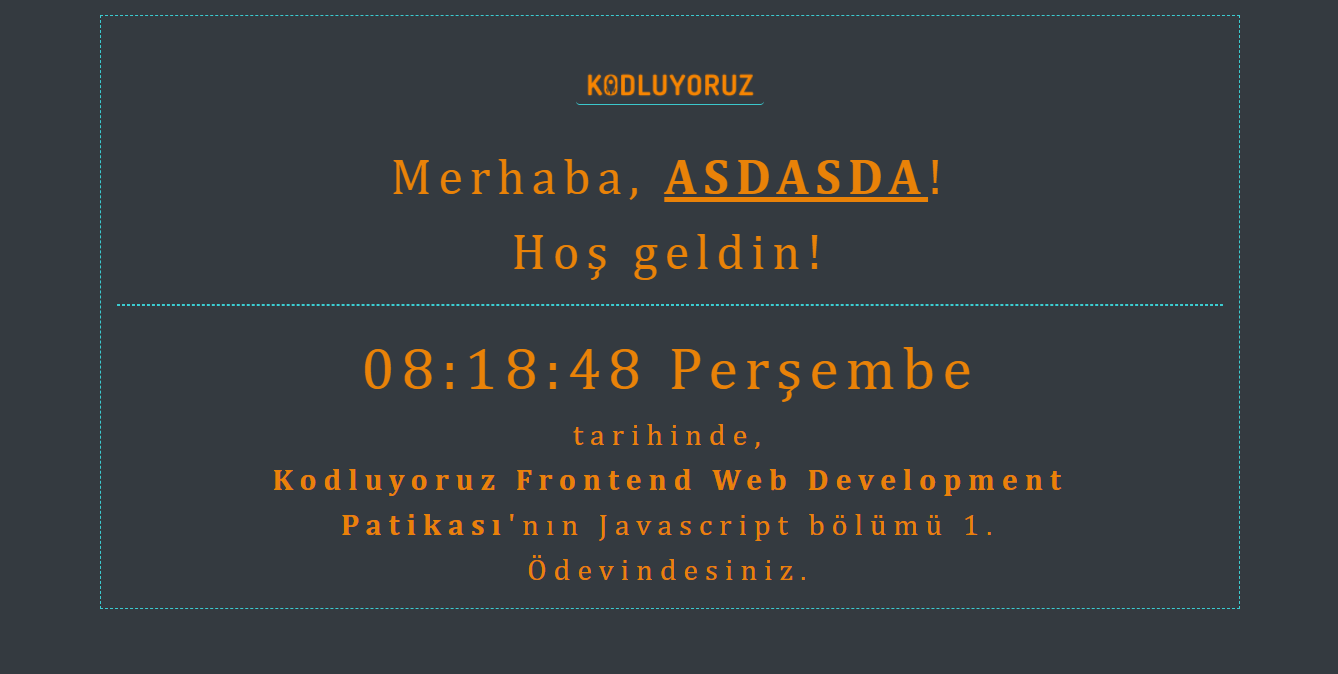 KODLUYORUZ
Merhaba, ASDASDA!
Hoş geldin!
08:18:48 Perşembe
tarihinde,
Kodluyoruz Frontend Web Development
Patikası'nın Javascript bölümü 1.
Ödevindesiniz.